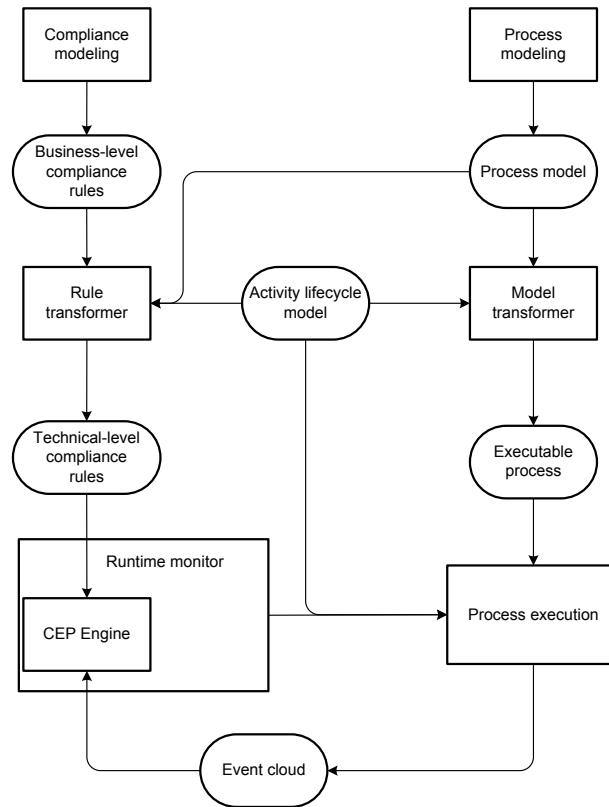 Compliance
modeling
Process
modeling
Business-level
compliance
rules
Process model
Rule
transformer
Activity lifecycle
model
Model
transformer
Technical-level
compliance
rules
Executable
process
Runtime monitor
CEP Engine
Process execution
Event cloud